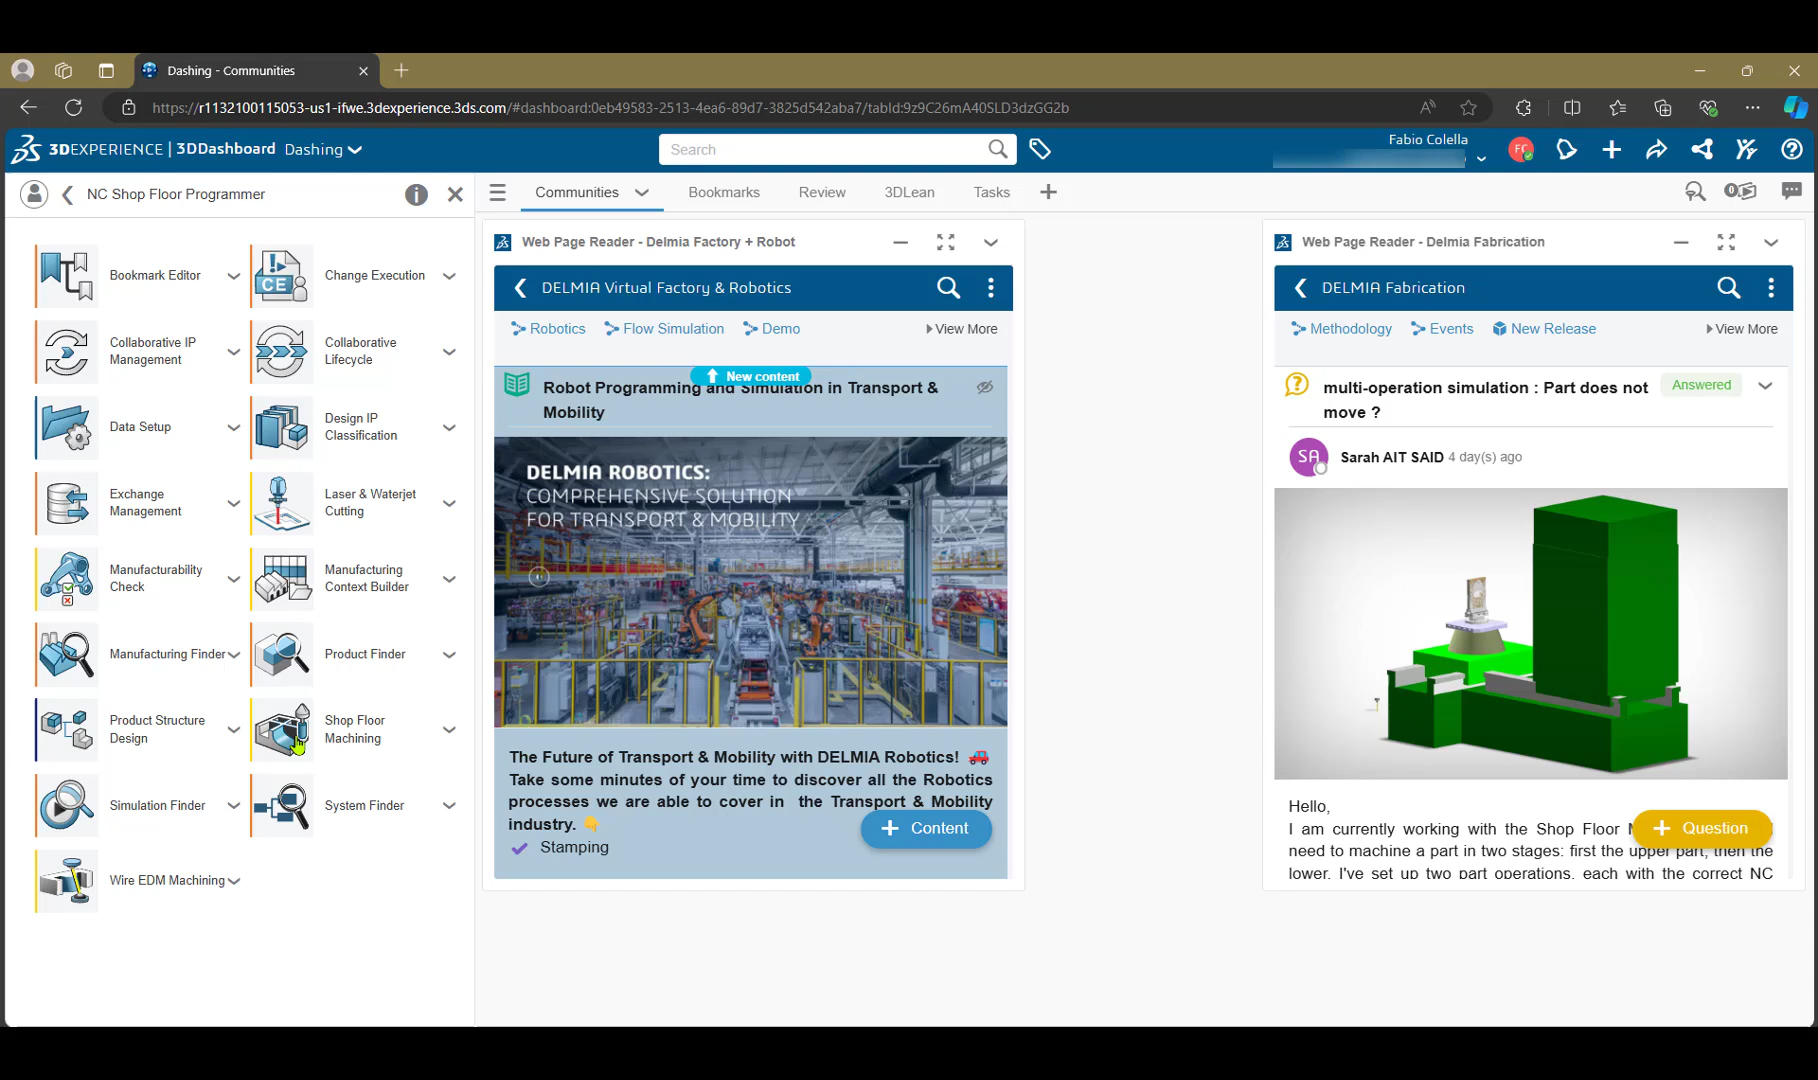 Dashing - Communities
https://r1132100115053-us1-ifwe.3dexperience.3ds.com/#dashboard:0eb49583-2513-4ea6-89d7-3825d542aba7/tabId:9z9C26mA40SLD3dzGG2b
3DEXPERIENCE | 3DDashboard Dashing
Search
Fabio Colella
FC
NC Shop Floor Programmer
Communities
Bookmarks
Review
3DLean
Tasks
0
Bookmark Editor
Change Execution
CE
Collaborative IP
Management
Collaborative
Lifecycle
Data Setup
Design IP
Classification
Exchange
Management
Laser & Waterjet
Cutting
Manufacturability
Check
Manufacturing
Context Builder
Manufacturing Finder
Product Finder
Product Structure
Design
Shop Floor
Machining
Simulation Finder
System Finder
Wire EDM Machining
Web Page Reader - Delmia Factory + Robot
DELMIA Virtual Factory & Robotics
Robotics
Flow Simulation
Demo
View More
New content
Robot Programming and Simulation in Transport &
Mobility
DELMIA ROBOTICS:
COMPREHENSIVE SOLUTION
FOR TRANSPORT & MOBILITY
The Future of Transport & Mobility with DELMIA Robotics! 🚗
Take some minutes of your time to discover all the Robotics
processes we are able to cover in the Transport & Mobility
industry. 👇
Stamping
+ Content
Web Page Reader - Delmia Fabrication
DELMIA Fabrication
Methodology
Events
New Release
View More
multi-operation simulation : Part does not
move ?
Answered
SA
Sarah AIT SAID 4 day(s) ago
Hello,
I am currently working with the Shop Floor
need to machine a part in two stages: first the upper part, then the
lower. I've set up two part operations, each with the correct NC
+ Question